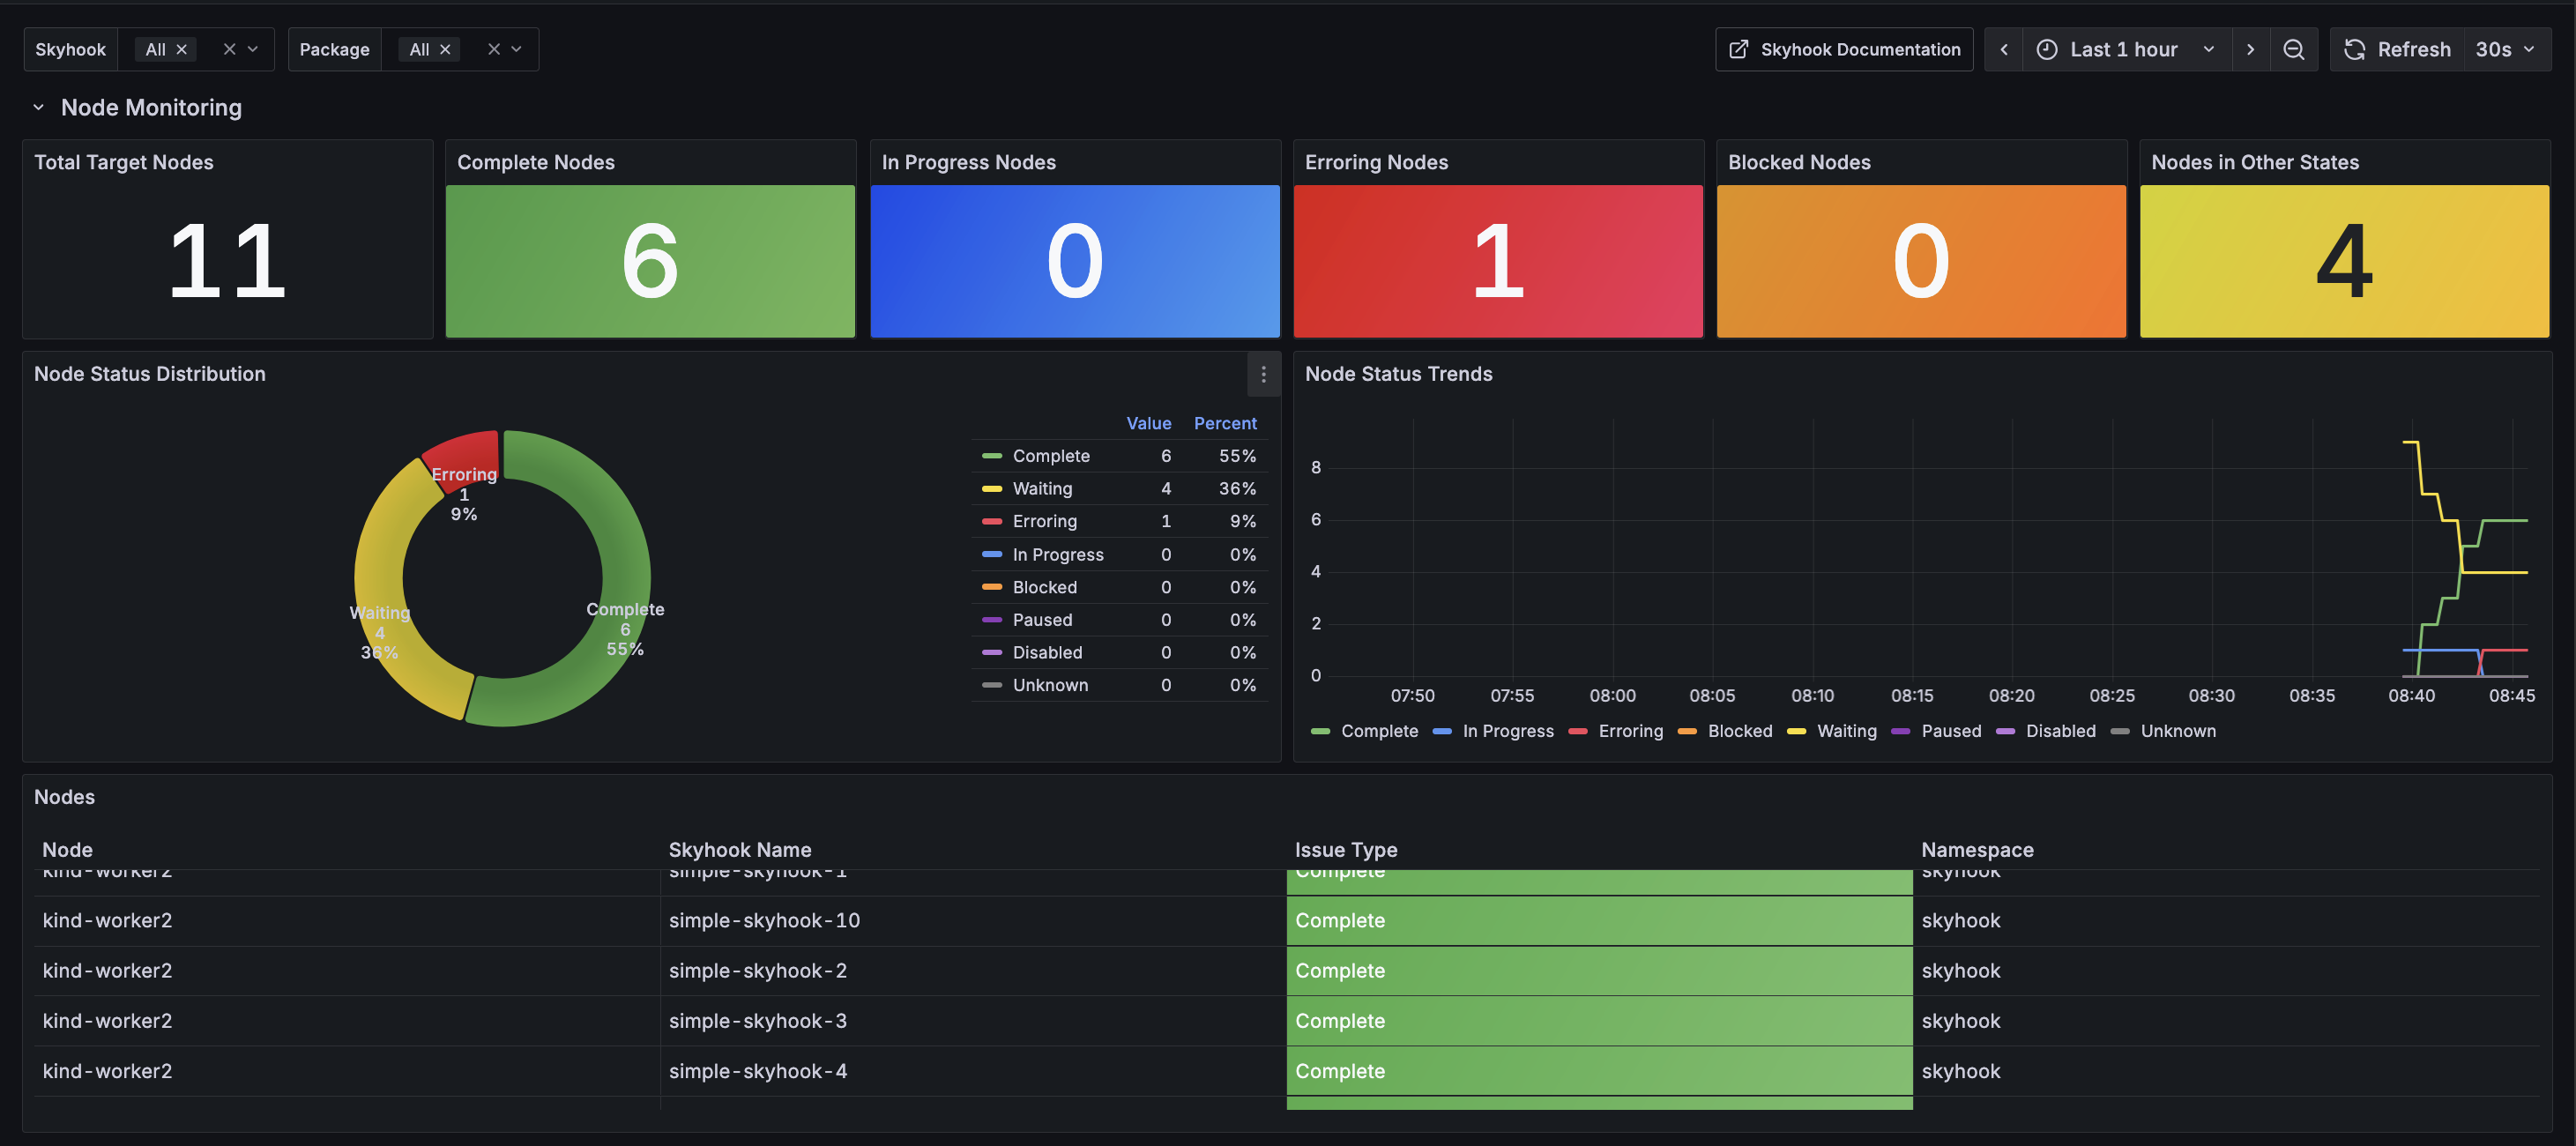 Skyhook All Package All Skyhook Documentation Last 1 hour Refresh 30s
Node Monitoring
Total Target Nodes
11
Complete Nodes
6
In Progress Nodes
0
Erroring Nodes
1
Blocked Nodes
0
Nodes in Other States
4
Node Status Distribution
Erroring
1
9%
Waiting
4
36%
Complete
6
55%
Value Percent
Complete 6 55%
Waiting 4 36%
Erroring 1 9%
In Progress 0 0%
Blocked 0 0%
Paused 0 0%
Disabled 0 0%
Unknown 0 0%
Node Status Trends
8
6
4
2
0
07:50 07:55 08:00 08:05 08:10 08:15 08:20 08:25 08:30 08:35 08:40 08:45
Complete In Progress Erroring Blocked Waiting Paused Disabled Unknown
Nodes
Node Skyhook Name Issue Type Namespace
kind-worker2 simple-skyhook-1 Complete skyhook
kind-worker2 simple-skyhook-10 Complete skyhook
kind-worker2 simple-skyhook-2 Complete skyhook
kind-worker2 simple-skyhook-3 Complete skyhook
kind-worker2 simple-skyhook-4 Complete skyhook